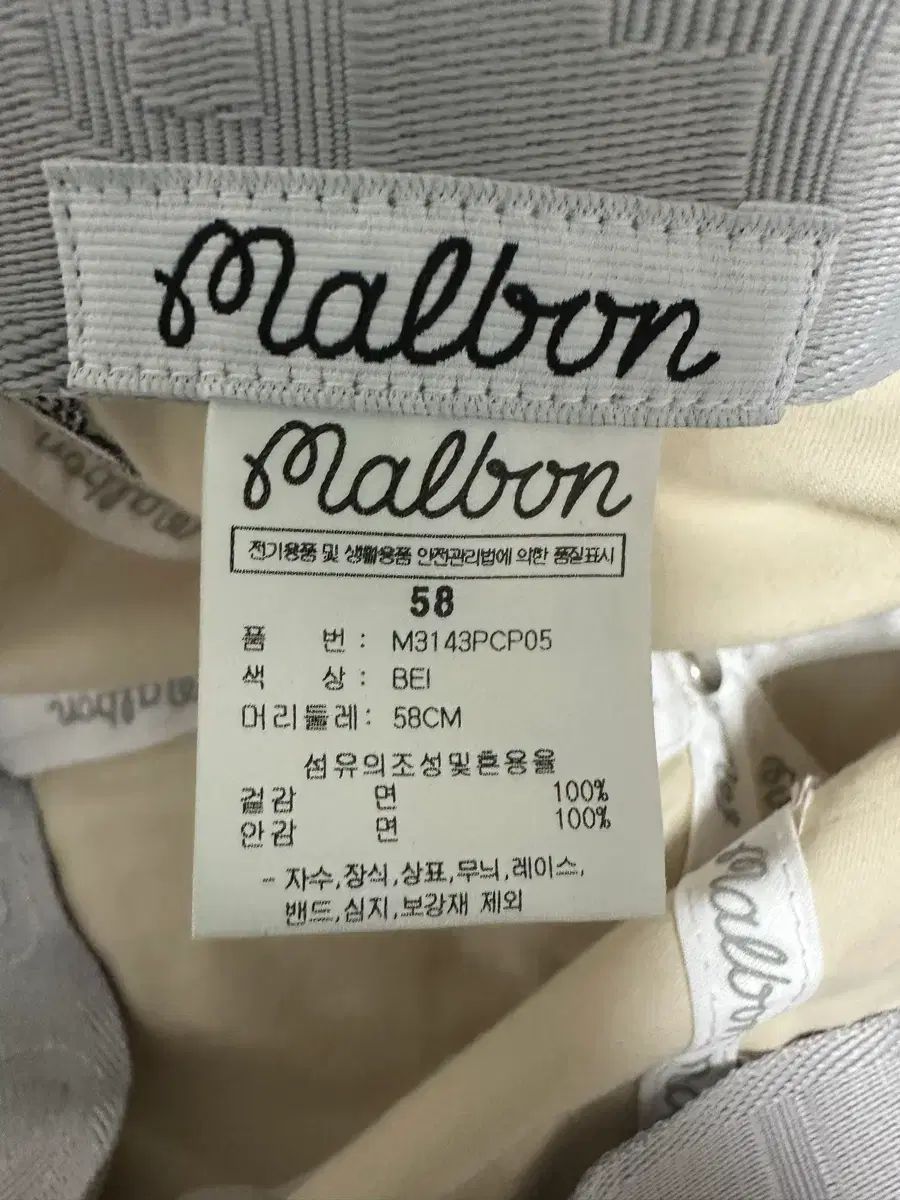 malbon
malbon
전기용품 및 생활용품 안전관리법에 의한 품질표시
58
품 번 : M3143PCP05
색 상 : BEI
머리둘레: 58CM
섬유의조성및혼용율
겉감 면 100%
안감 면 100%
- 자수,장식,상표,무늬,레이스,
밴드,심지,보강재 제외
malbon
malbon
malbon